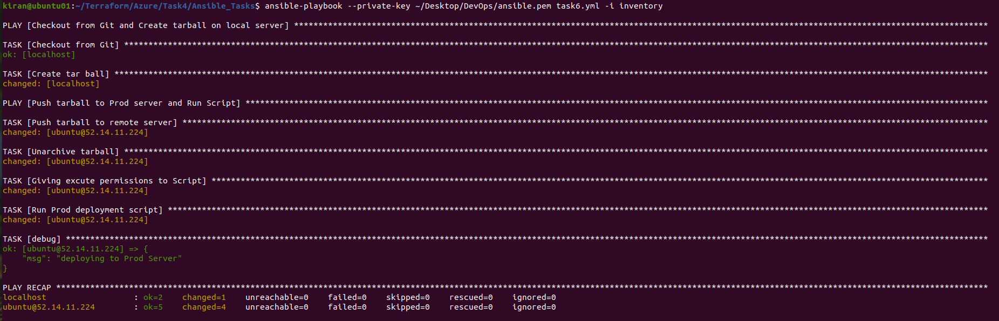 kiran@ubuntu01:~/Terraform/Azure/Task4/Ansible_Tasks$ ansible-playbook --private-key ~/Desktop/DevOps/ansible.pem task6.yml -i inventory
PLAY [Checkout from Git and Create tarball on local server] ***********************************************************************************************************************************************
TASK [Checkout from Git] **********************************************************************************************************************************************************************************
ok: [localhost]
TASK [Create tar ball] ************************************************************************************************************************************************************************************
changed: [localhost]
PLAY [Push tarball to Prod server and Run Script] *********************************************************************************************************************************************************
TASK [Push tarball to remote server] **********************************************************************************************************************************************************************
changed: [ubuntu@52.14.11.224]
TASK [Unarchive tarball] **********************************************************************************************************************************************************************************
changed: [ubuntu@52.14.11.224]
TASK [Giving excute permissions to Script] ****************************************************************************************************************************************************************
changed: [ubuntu@52.14.11.224]
TASK [Run Prod deployment script] *************************************************************************************************************************************************************************
changed: [ubuntu@52.14.11.224]
TASK [debug] **********************************************************************************************************************************************************************************************
ok: [ubuntu@52.14.11.224] => {
    "msg": "deploying to Prod Server"
}
PLAY RECAP ************************************************************************************************************************************************************************************************
localhost                  : ok=2    changed=1    unreachable=0    failed=0    skipped=0    rescued=0    ignored=0
ubuntu@52.14.11.224        : ok=5    changed=4    unreachable=0    failed=0    skipped=0    rescued=0    ignored=0